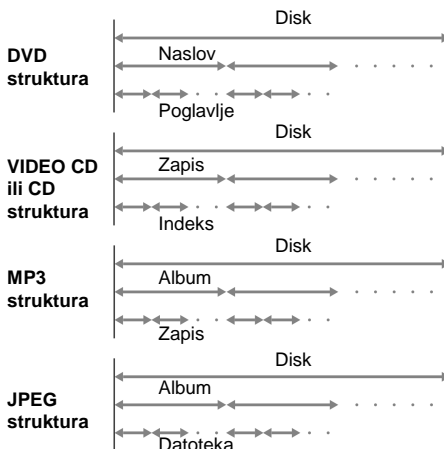 Disk
DVD
struktura
Naslov
Poglavlje
Disk
VIDEO CD
ili CD
struktura
Zapis
Indeks
Disk
MP3
struktura
Album
Zapis
Disk
JPEG
struktura
Album
Datoteka